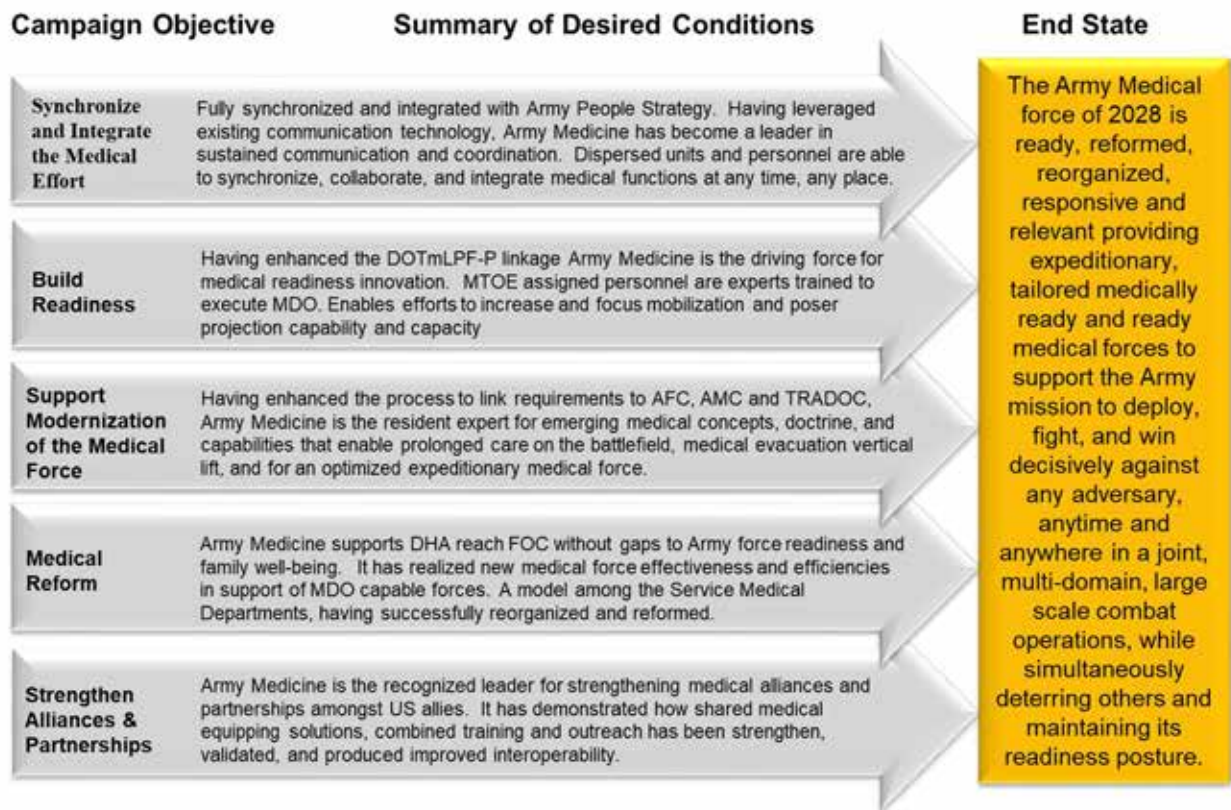 Campaign Objective
Summary of Desired Conditions
End State
Synchronize
and Integrate
the Medical
Effort
Fully synchronized and integrated with Army People Strategy. Having leveraged
existing communication technology, Army Medicine has become a leader in
sustained communication and coordination. Dispersed units and personnel are able
to synchronize, collaborate, and integrate medical functions at any time, any place.
Build
Readiness
Having enhanced the DOTmLPF-P linkage Army Medicine is the driving force for
medical readiness innovation. MTOE assigned personnel are experts trained to
execute MDO. Enables efforts to increase and focus mobilization and poser
projection capability and capacity
Support
Modernization
of the Medical
Force
Having enhanced the process to link requirements to AFC, AMC and TRADOC,
Army Medicine is the resident expert for emerging medical concepts, doctrine, and
capabilities that enable prolonged care on the battlefield, medical evacuation vertical
lift, and for an optimized expeditionary medical force.
Medical
Reform
Army Medicine supports DHA reach FOC without gaps to Army force readiness and
family well-being. It has realized new medical force effectiveness and efficiencies
in support of MDO capable forces. A model among the Service Medical
Departments, having successfully reorganized and reformed.
Strengthen
Alliances &
Partnerships
Army Medicine is the recognized leader for strengthening medical alliances and
partnerships amongst US allies. It has demonstrated how shared medical
equipping solutions, combined training and outreach has been strengthen,
validated, and produced improved interoperability.
The Army Medical
force of 2028 is
ready, reformed,
reorganized,
responsive and
relevant providing
expeditionary,
tailored medically
ready and ready
medical forces to
support the Army
mission to deploy,
fight, and win
decisively against
any adversary,
anytime and
anywhere in a joint,
multi-domain, large
scale combat
operations, while
simultaneously
deterring others and
maintaining its
readiness posture.